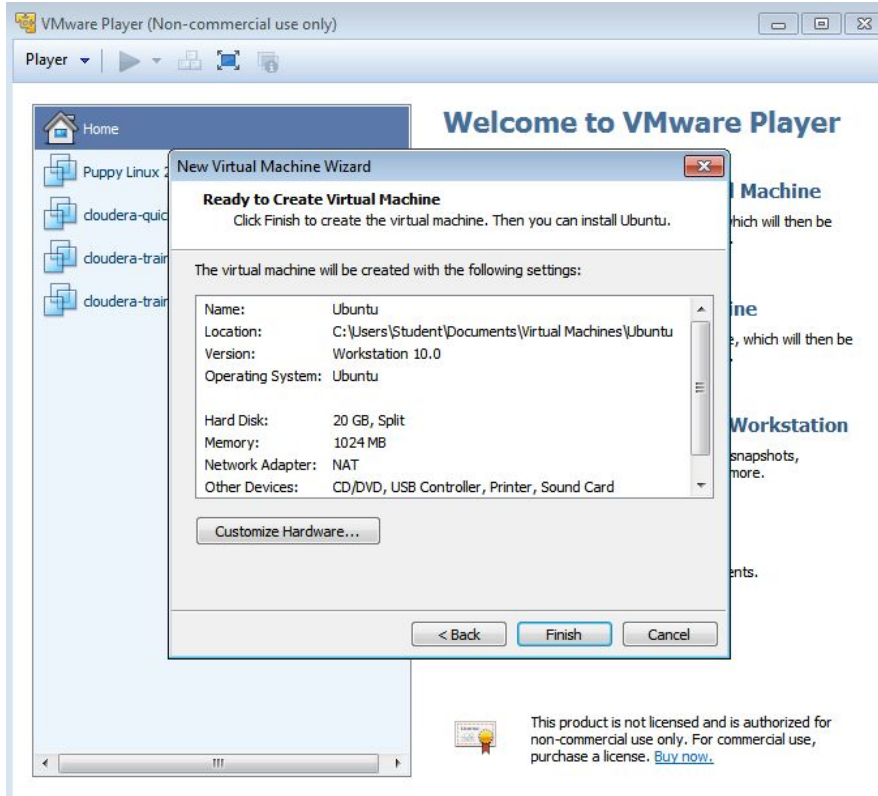 VMware Player (Non-commercial use only)
Player
Home
Puppy Linux
cloudera-quic
cloudera-train
cloudera-train
Welcome to VMware Player
Machine
which will then be
ine
, which will then be
Workstation
snapshots,
more.
ents.
New Virtual Machine Wizard
Ready to Create Virtual Machine
Click Finish to create the virtual machine. Then you can install Ubuntu.
The virtual machine will be created with the following settings:
Name: Ubuntu
Location: C:\Users\Student\Documents\Virtual Machines\Ubuntu
Version: Workstation 10.0
Operating System: Ubuntu
Hard Disk: 20 GB, Split
Memory: 1024 MB
Network Adapter: NAT
Other Devices: CD/DVD, USB Controller, Printer, Sound Card
Customize Hardware...
< Back Finish Cancel
This product is not licensed and is authorized for
non-commercial use only. For commercial use,
purchase a license. Buy now.